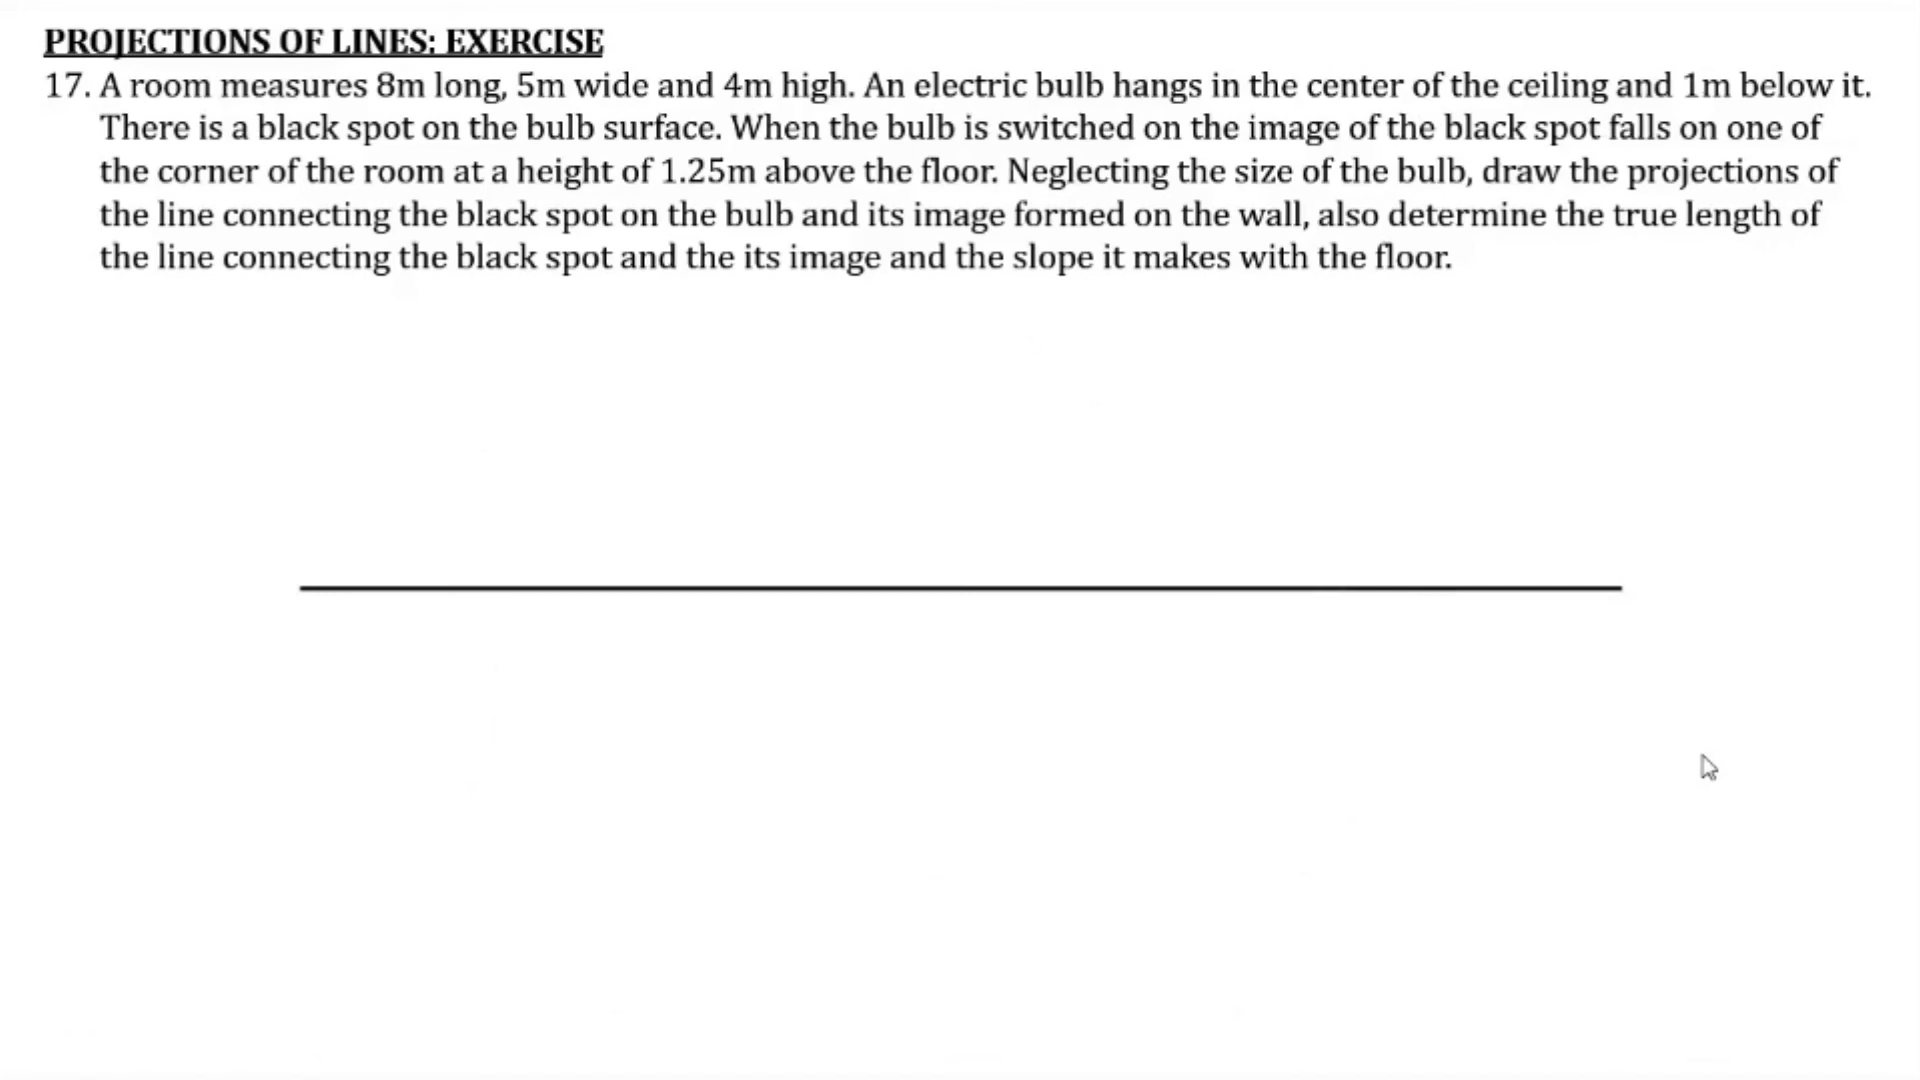 PROJECTIONS OF LINES: EXERCISE
17. A room measures 8m long, 5m wide and 4m high. An electric bulb hangs in the center of the ceiling and 1m below it.
There is a black spot on the bulb surface. When the bulb is switched on the image of the black spot falls on one of
the corner of the room at a height of 1.25m above the floor. Neglecting the size of the bulb, draw the projections of
the line connecting the black spot on the bulb and its image formed on the wall, also determine the true length of
the line connecting the black spot and the its image and the slope it makes with the floor.